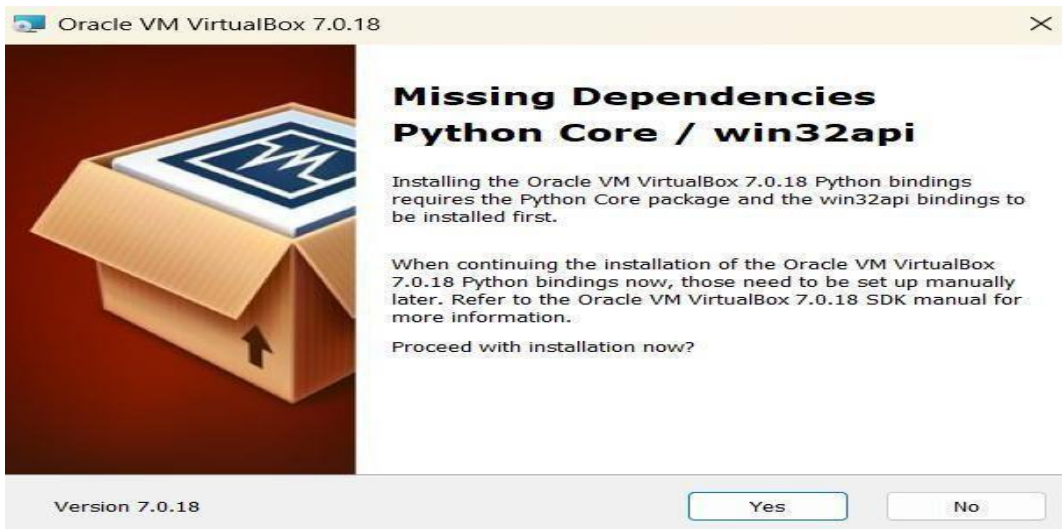 Oracle VM VirtualBox 7.0.18
Missing Dependencies
Python Core / win32api
Installing the Oracle VM VirtualBox 7.0.18 Python bindings
requires the Python Core package and the win32api bindings to
be installed first.
When continuing the installation of the Oracle VM VirtualBox
7.0.18 Python bindings now, those need to be set up manually
later. Refer to the Oracle VM VirtualBox 7.0.18 SDK manual for
more information.
Proceed with installation now?
Version 7.0.18
Yes
No